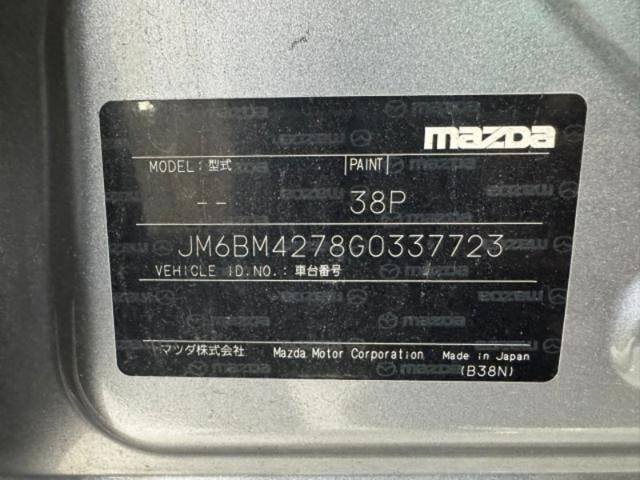 mazda
MODEL:型式 PAINT
-- 38P
JM6BM4278G0337723
VEHICLE ID.NO.:車台番号
マツダ株式会社 Mazda Motor Corporation Made in Japan
(B38N)